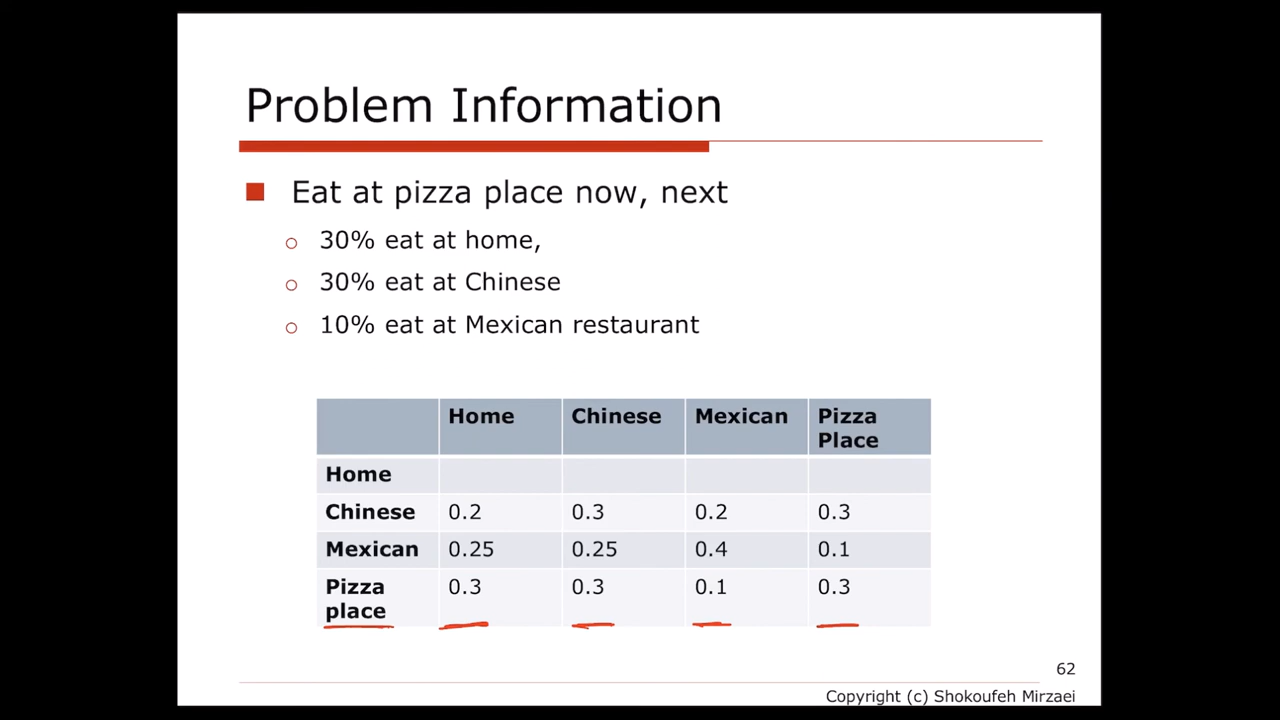 Problem Information
Eat at pizza place now, next
30% eat at home,
30% eat at Chinese
10% eat at Mexican restaurant
Home Chinese Mexican Pizza Place
Home
Chinese 0.2 0.3 0.2 0.3
Mexican 0.25 0.25 0.4 0.1
Pizza place 0.3 0.3 0.1 0.3
62
Copyright (c) Shokoufeh Mirzaei